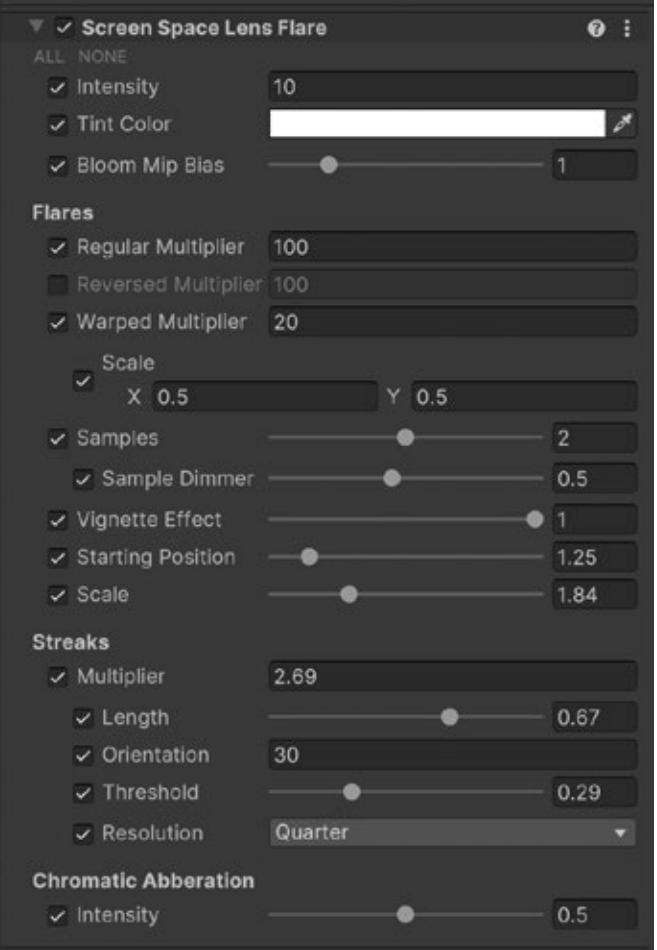 Screen Space Lens Flare
ALL NONE
Intensity 10
Tint Color
Bloom Mip Bias 1
Flares
Regular Multiplier 100
Reversed Multiplier 100
Warped Multiplier 20
Scale
X 0.5 Y 0.5
Samples 2
Sample Dimmer 0.5
Vignette Effect 1
Starting Position 1.25
Scale 1.84
Streaks
Multiplier 2.69
Length 0.67
Orientation 30
Threshold 0.29
Resolution Quarter
Chromatic Abberation
Intensity 0.5